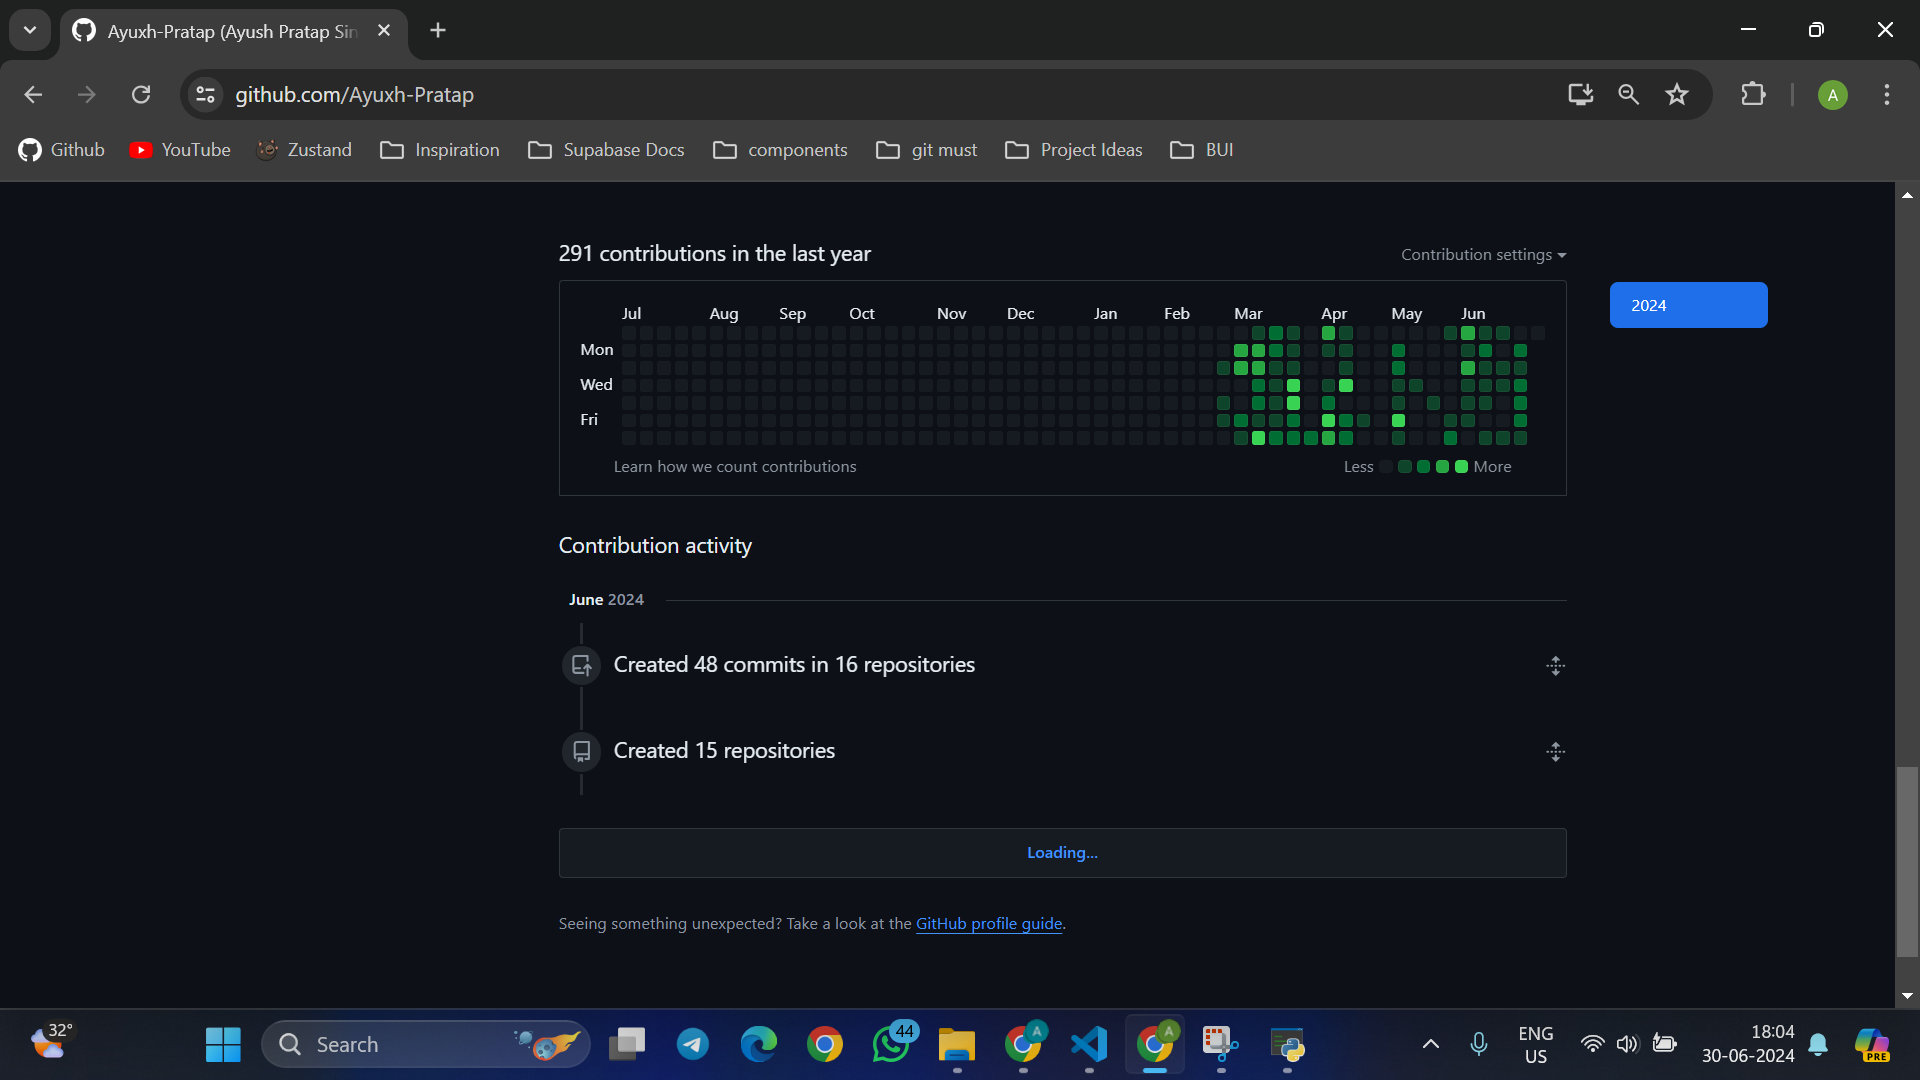 Ayuxh-Pratap (Ayush Pratap Sin
github.com/Ayuxh-Pratap
A
Github
YouTube
Zustand
Inspiration
Supabase Docs
components
git must
Project Ideas
BUI
291 contributions in the last year
Contribution settings
2024
Jul Aug Sep Oct Nov Dec Jan Feb Mar Apr May Jun
Mon
Wed
Fri
Learn how we count contributions
Less
More
Contribution activity
June 2024
Created 48 commits in 16 repositories
Created 15 repositories
Loading...
Seeing something unexpected? Take a look at the GitHub profile guide.
32°
Search
44
A
A
ENG
US
18:04
30-06-2024
PRE